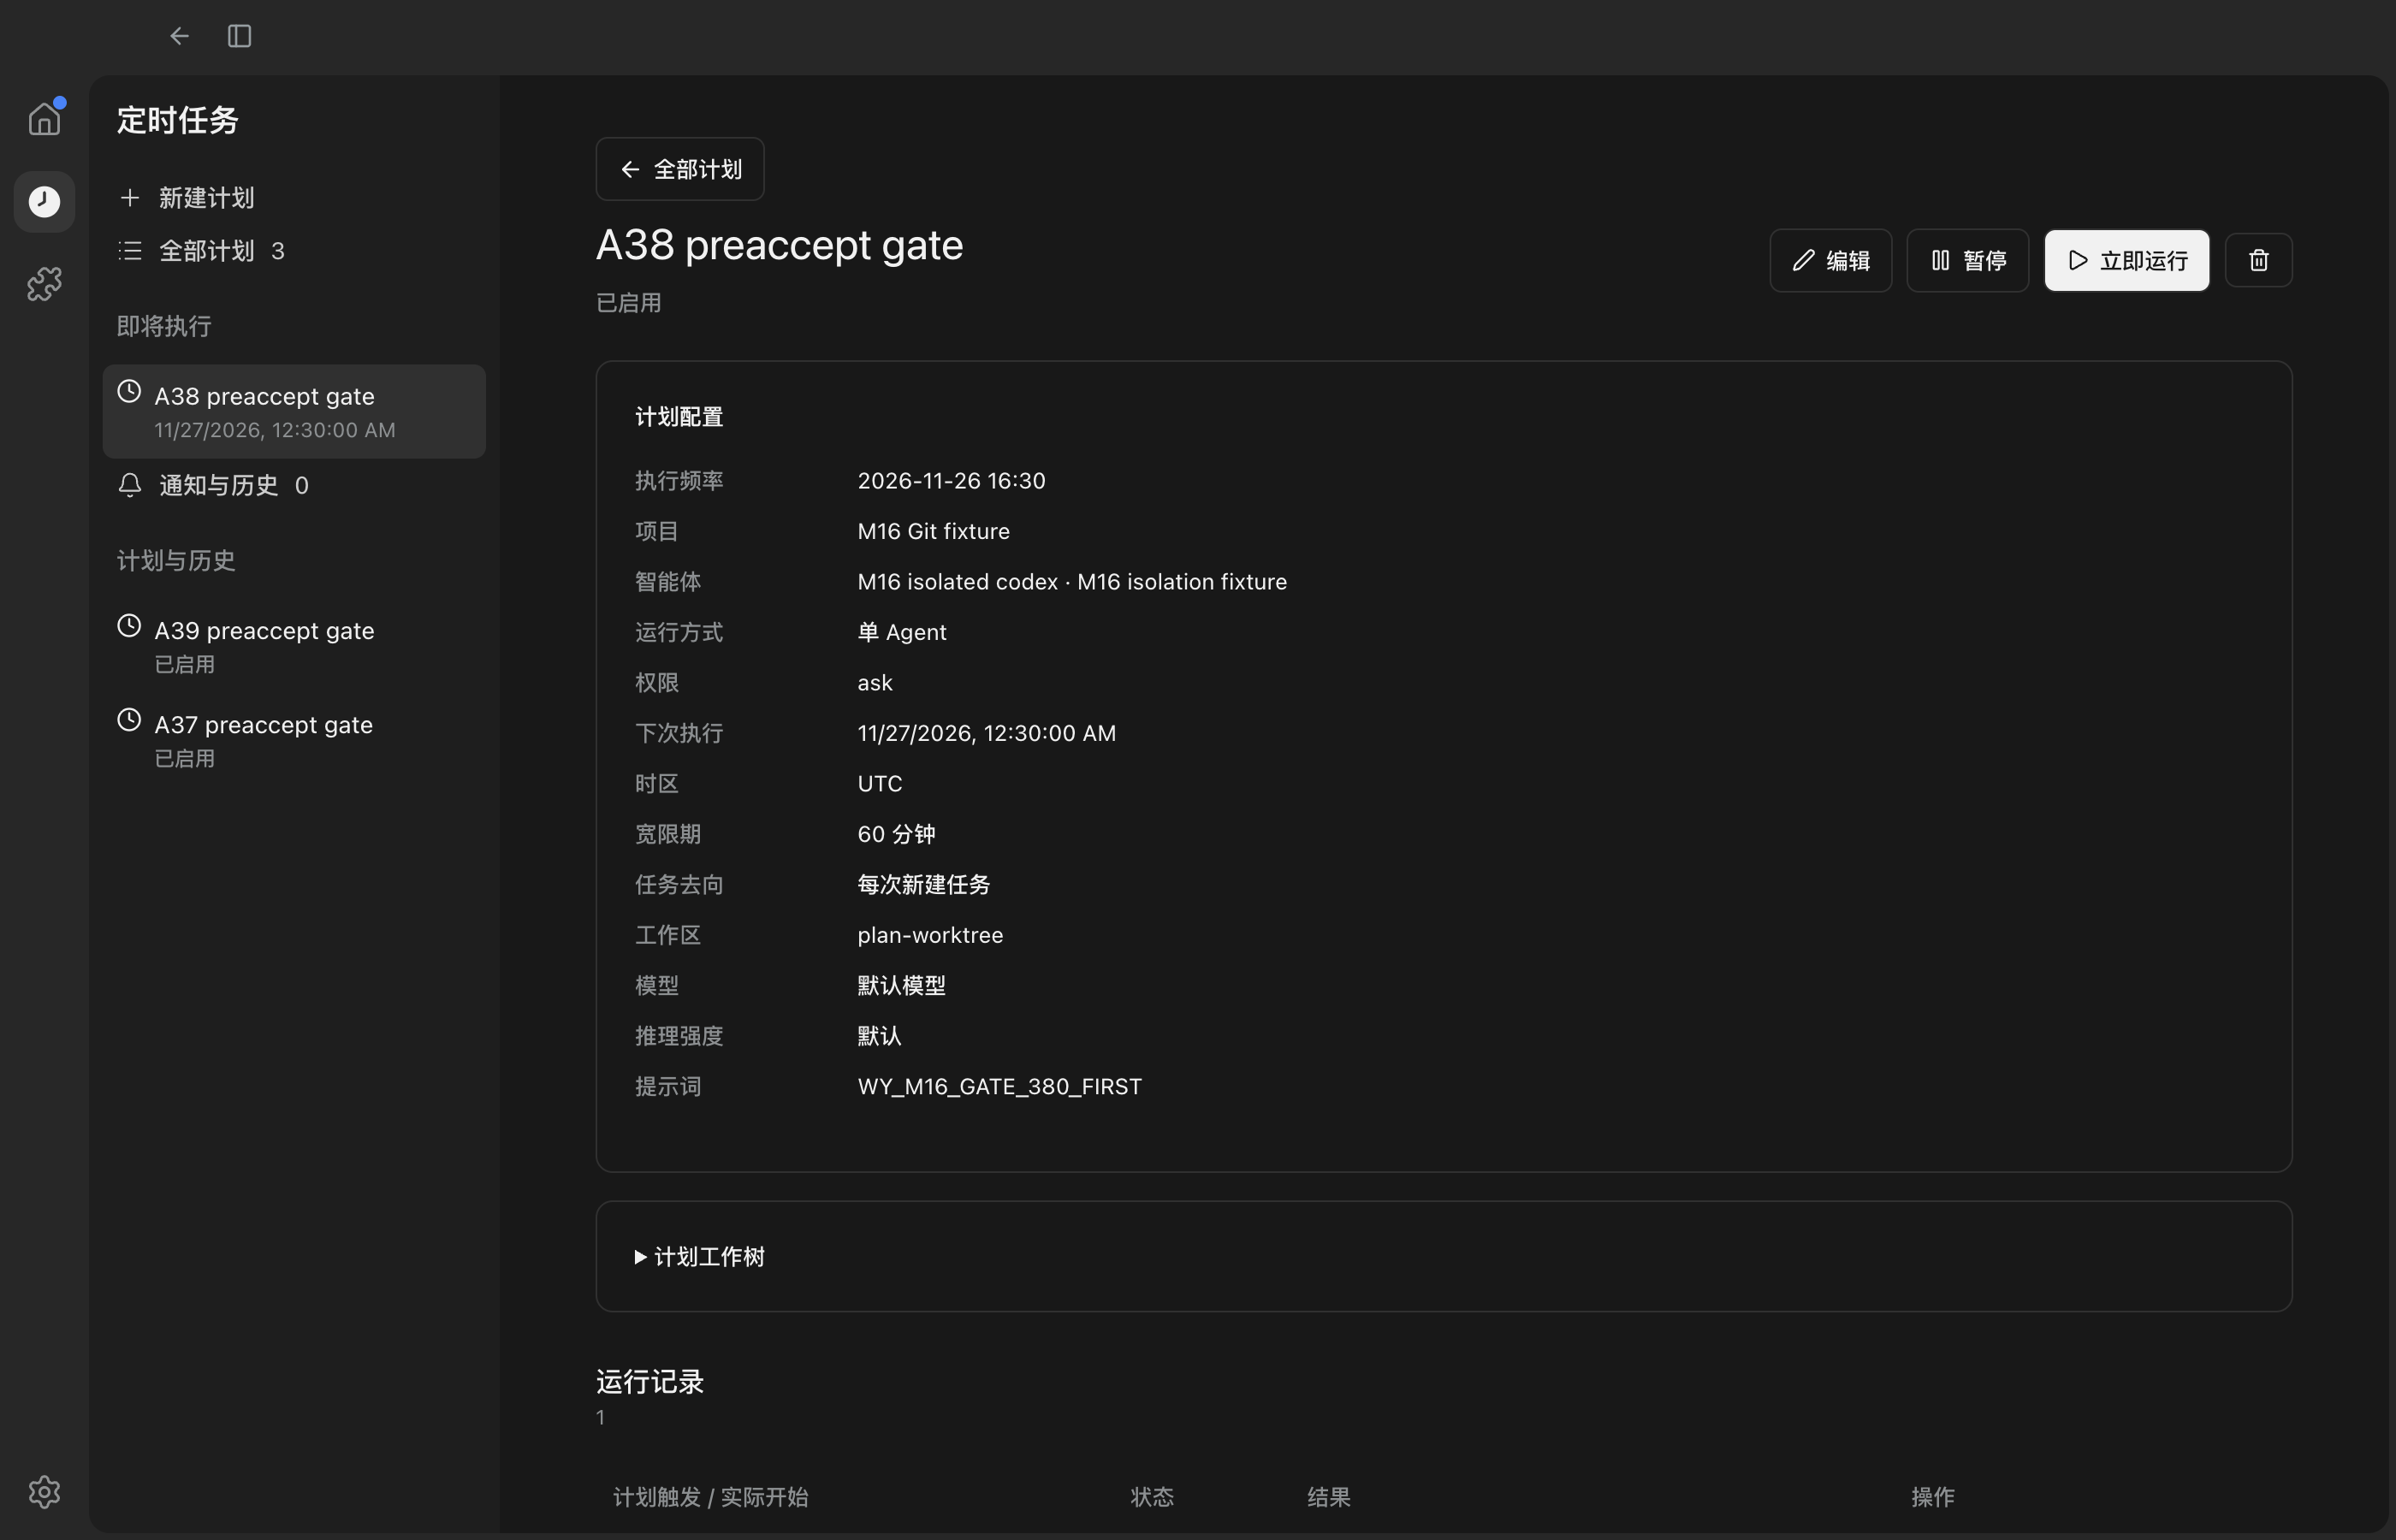 定时任务
新建计划
全部计划 3
即将执行
A38 preaccept gate
11/27/2026, 12:30:00 AM
通知与历史 0
计划与历史
A39 preaccept gate
已启用
A37 preaccept gate
已启用
全部计划
A38 preaccept gate
已启用
编辑
暂停
立即运行
计划配置
执行频率 2026-11-26 16:30
项目 M16 Git fixture
智能体 M16 isolated codex · M16 isolation fixture
运行方式 单 Agent
权限 ask
下次执行 11/27/2026, 12:30:00 AM
时区 UTC
宽限期 60 分钟
任务去向 每次新建任务
工作区 plan-worktree
模型 默认模型
推理强度 默认
提示词 WY_M16_GATE_380_FIRST
计划工作树
运行记录
1
计划触发 / 实际开始 状态 结果 操作